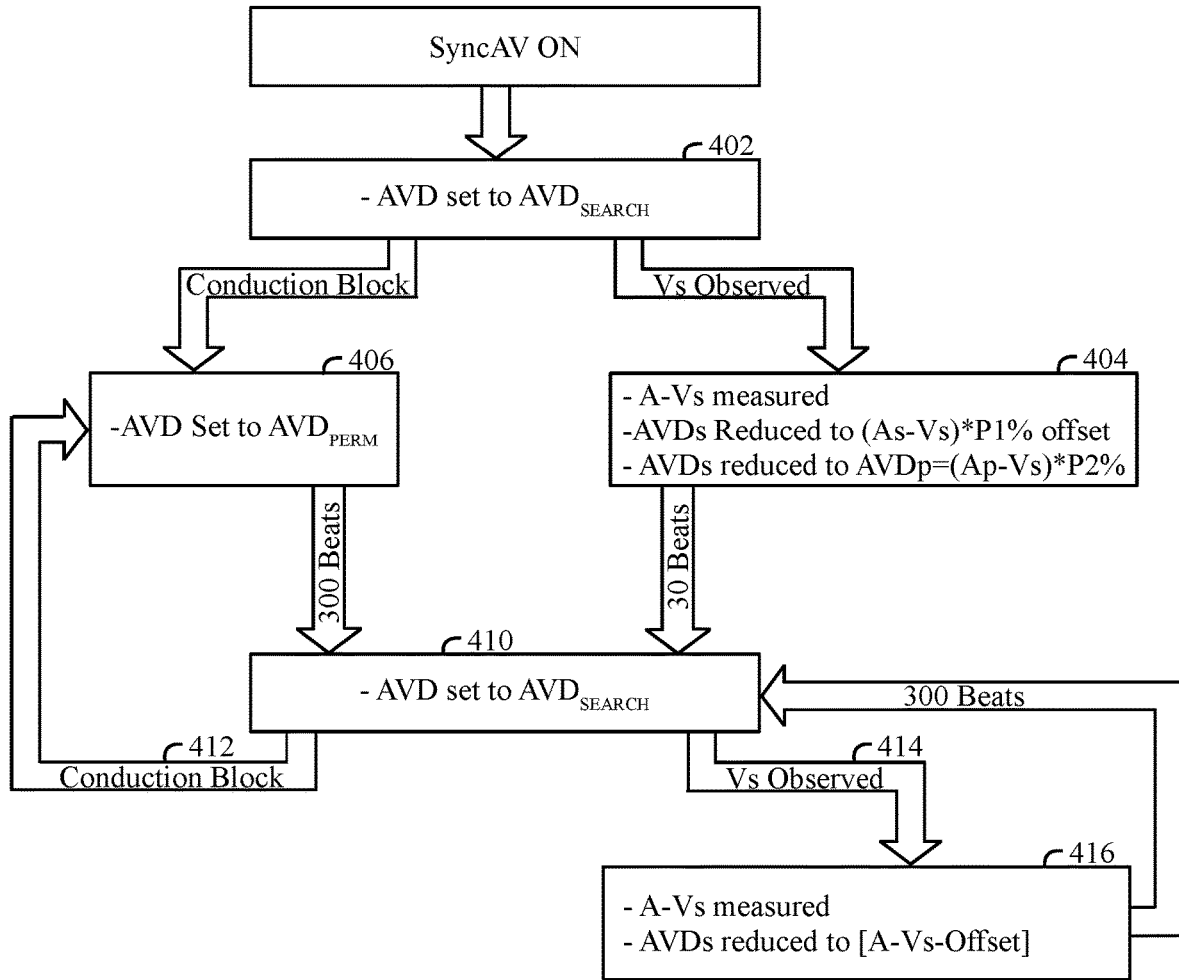 SyncAV ON
402
- AVD set to AVD_SEARCH
Conduction Block
Vs Observed
406
-AVD Set to AVD_PERM
404
- A-Vs measured
-AVDs Reduced to (As-Vs)*P1% offset
- AVDs reduced to AVDp=(Ap-Vs)*P2%
300 Beats
30 Beats
410
- AVD set to AVD_SEARCH
300 Beats
412
Conduction Block
414
Vs Observed
416
- A-Vs measured
- AVDs reduced to [A-Vs-Offset]